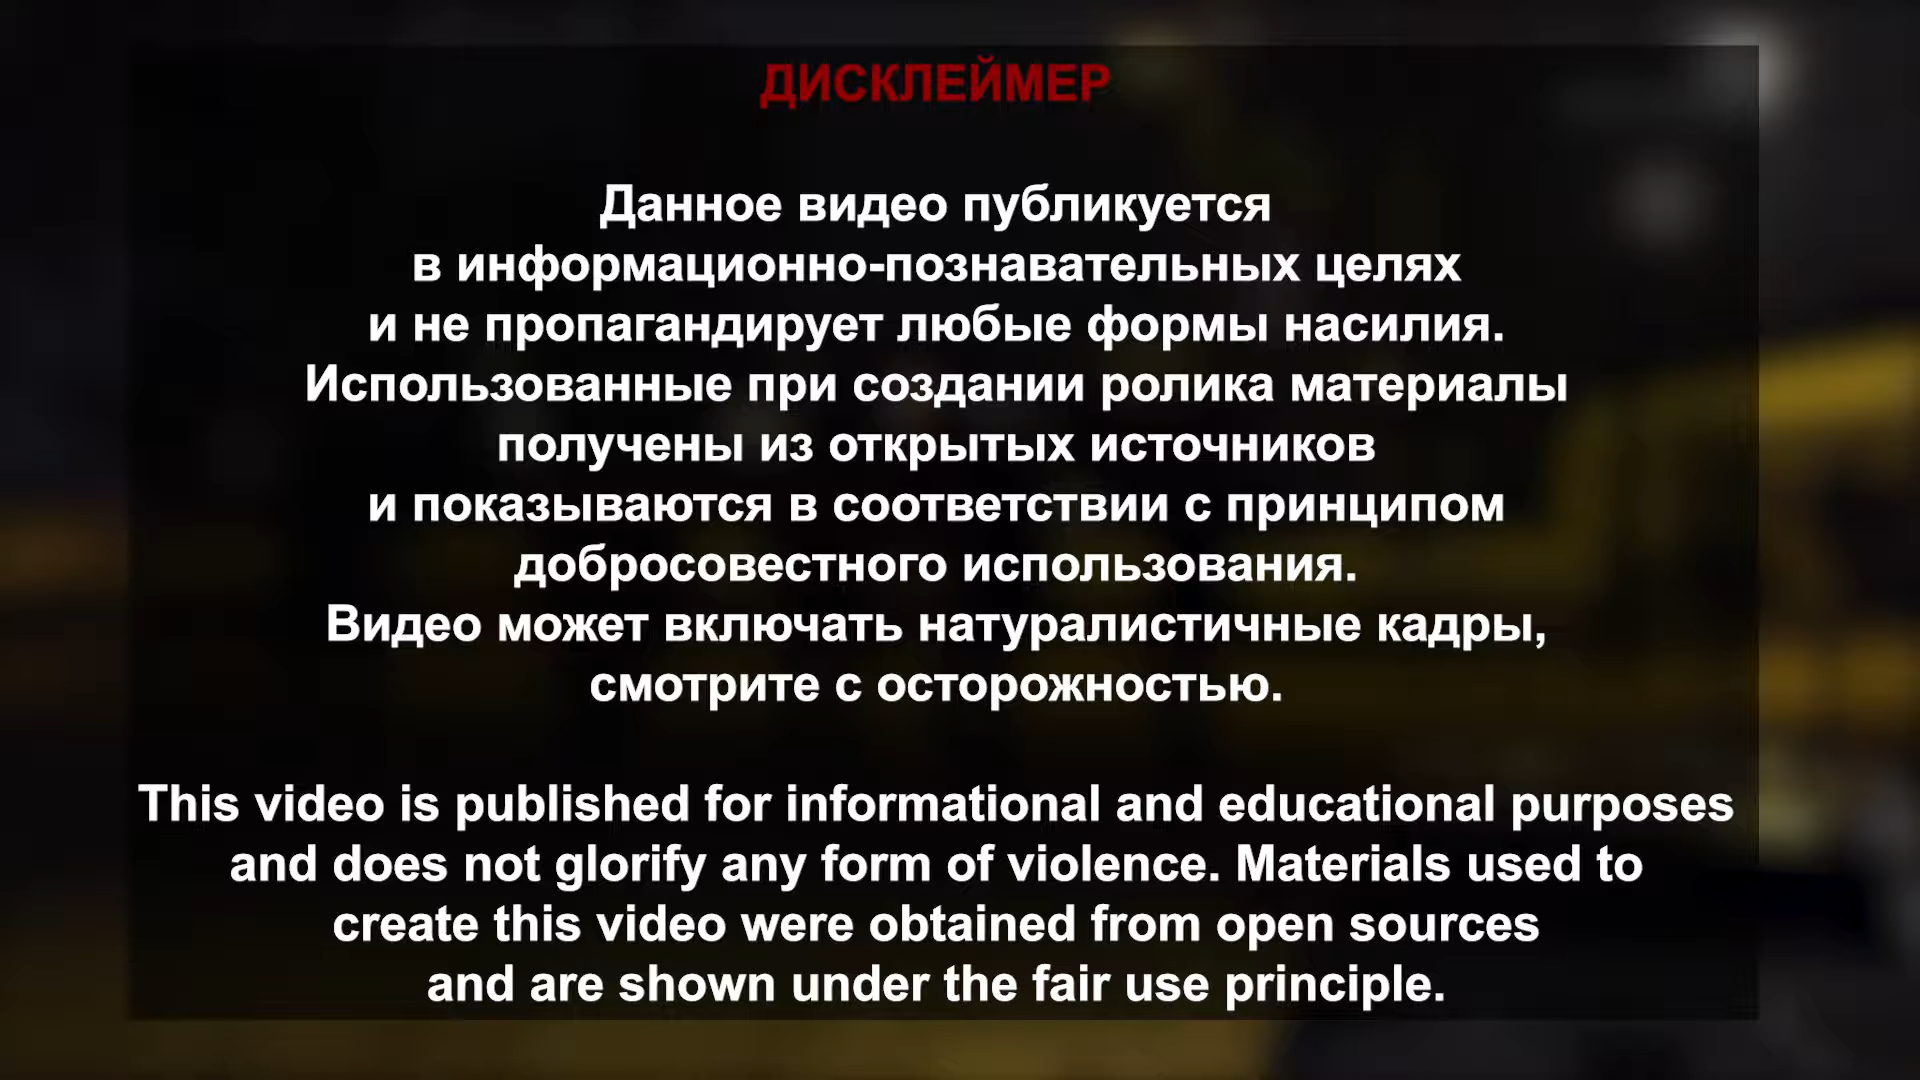 ДИСКЛЕЙМЕР
Данное видео публикуется
в информационно-познавательных целях
и не пропагандирует любые формы насилия.
Использованные при создании ролика материалы
получены из открытых источников
и показываются в соответствии с принципом
добросовестного использования.
Видео может включать натуралистичные кадры,
смотрите с осторожностью.
This video is published for informational and educational purposes
and does not glorify any form of violence. Materials used to
create this video were obtained from open sources
and are shown under the fair use principle.